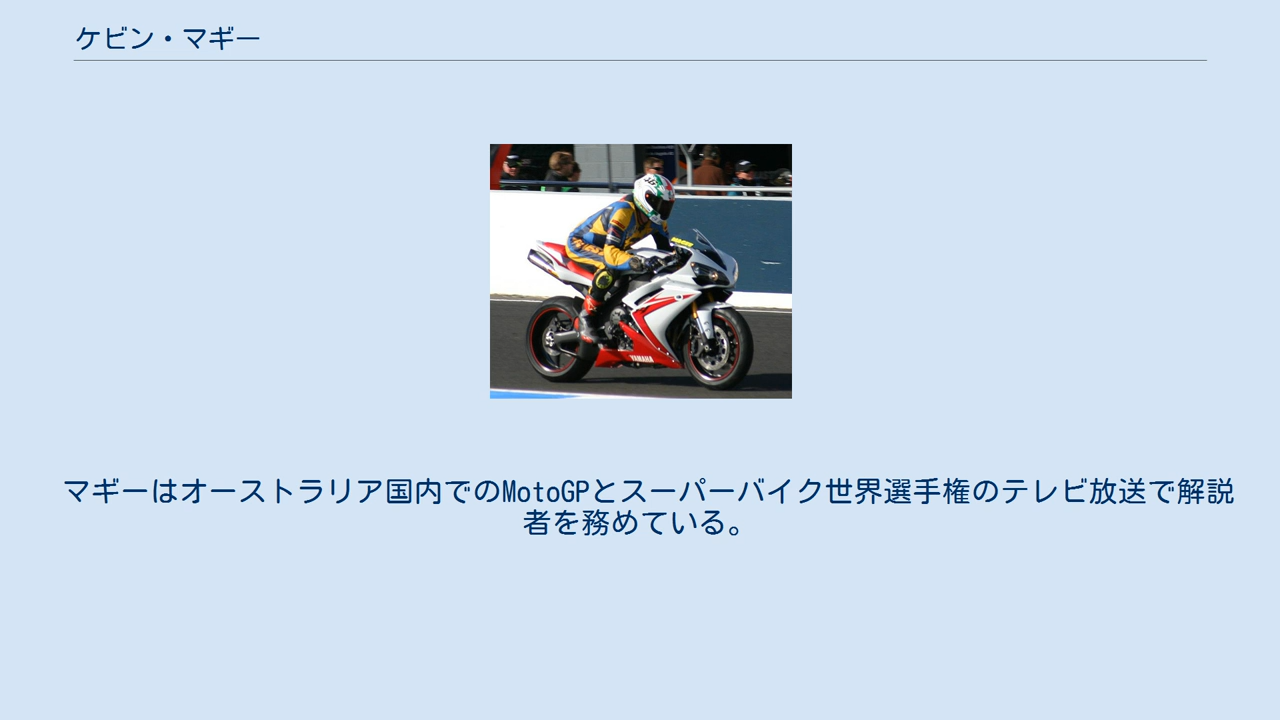 ケビン・マギー
YAMAHA
マギーはオーストラリア国内でのMotoGPとスーパーバイク世界選手権のテレビ放送で解説
者を務めている。